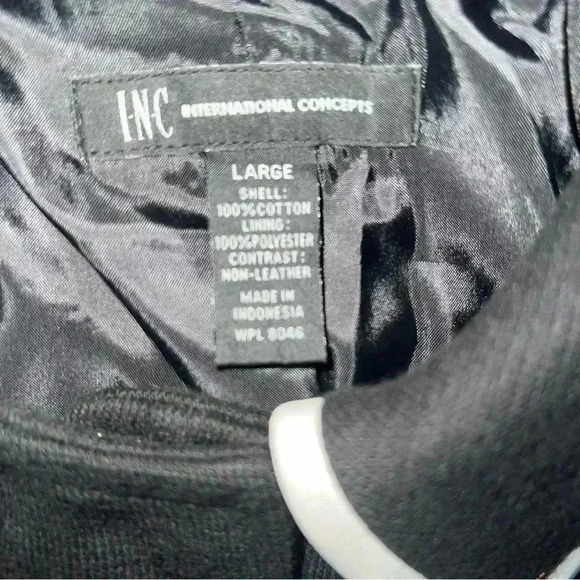 I·N·C INTERNATIONAL CONCEPTS
LARGE
SHELL:
100%COTTON
LINING:
100%POLYESTER
CONTRAST:
NON-LEATHER
MADE IN
INDONESIA
WPL 8046